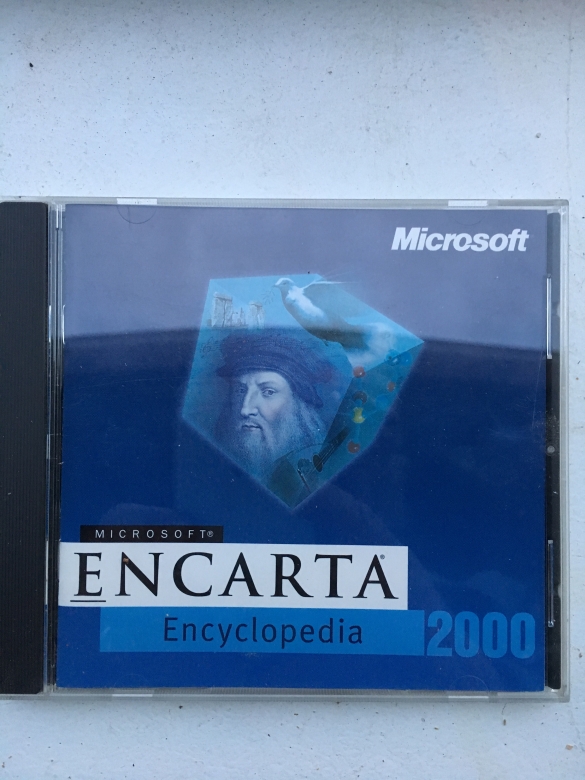 Microsoft
MICROSOFT®
ENCARTA®
Encyclopedia
2000